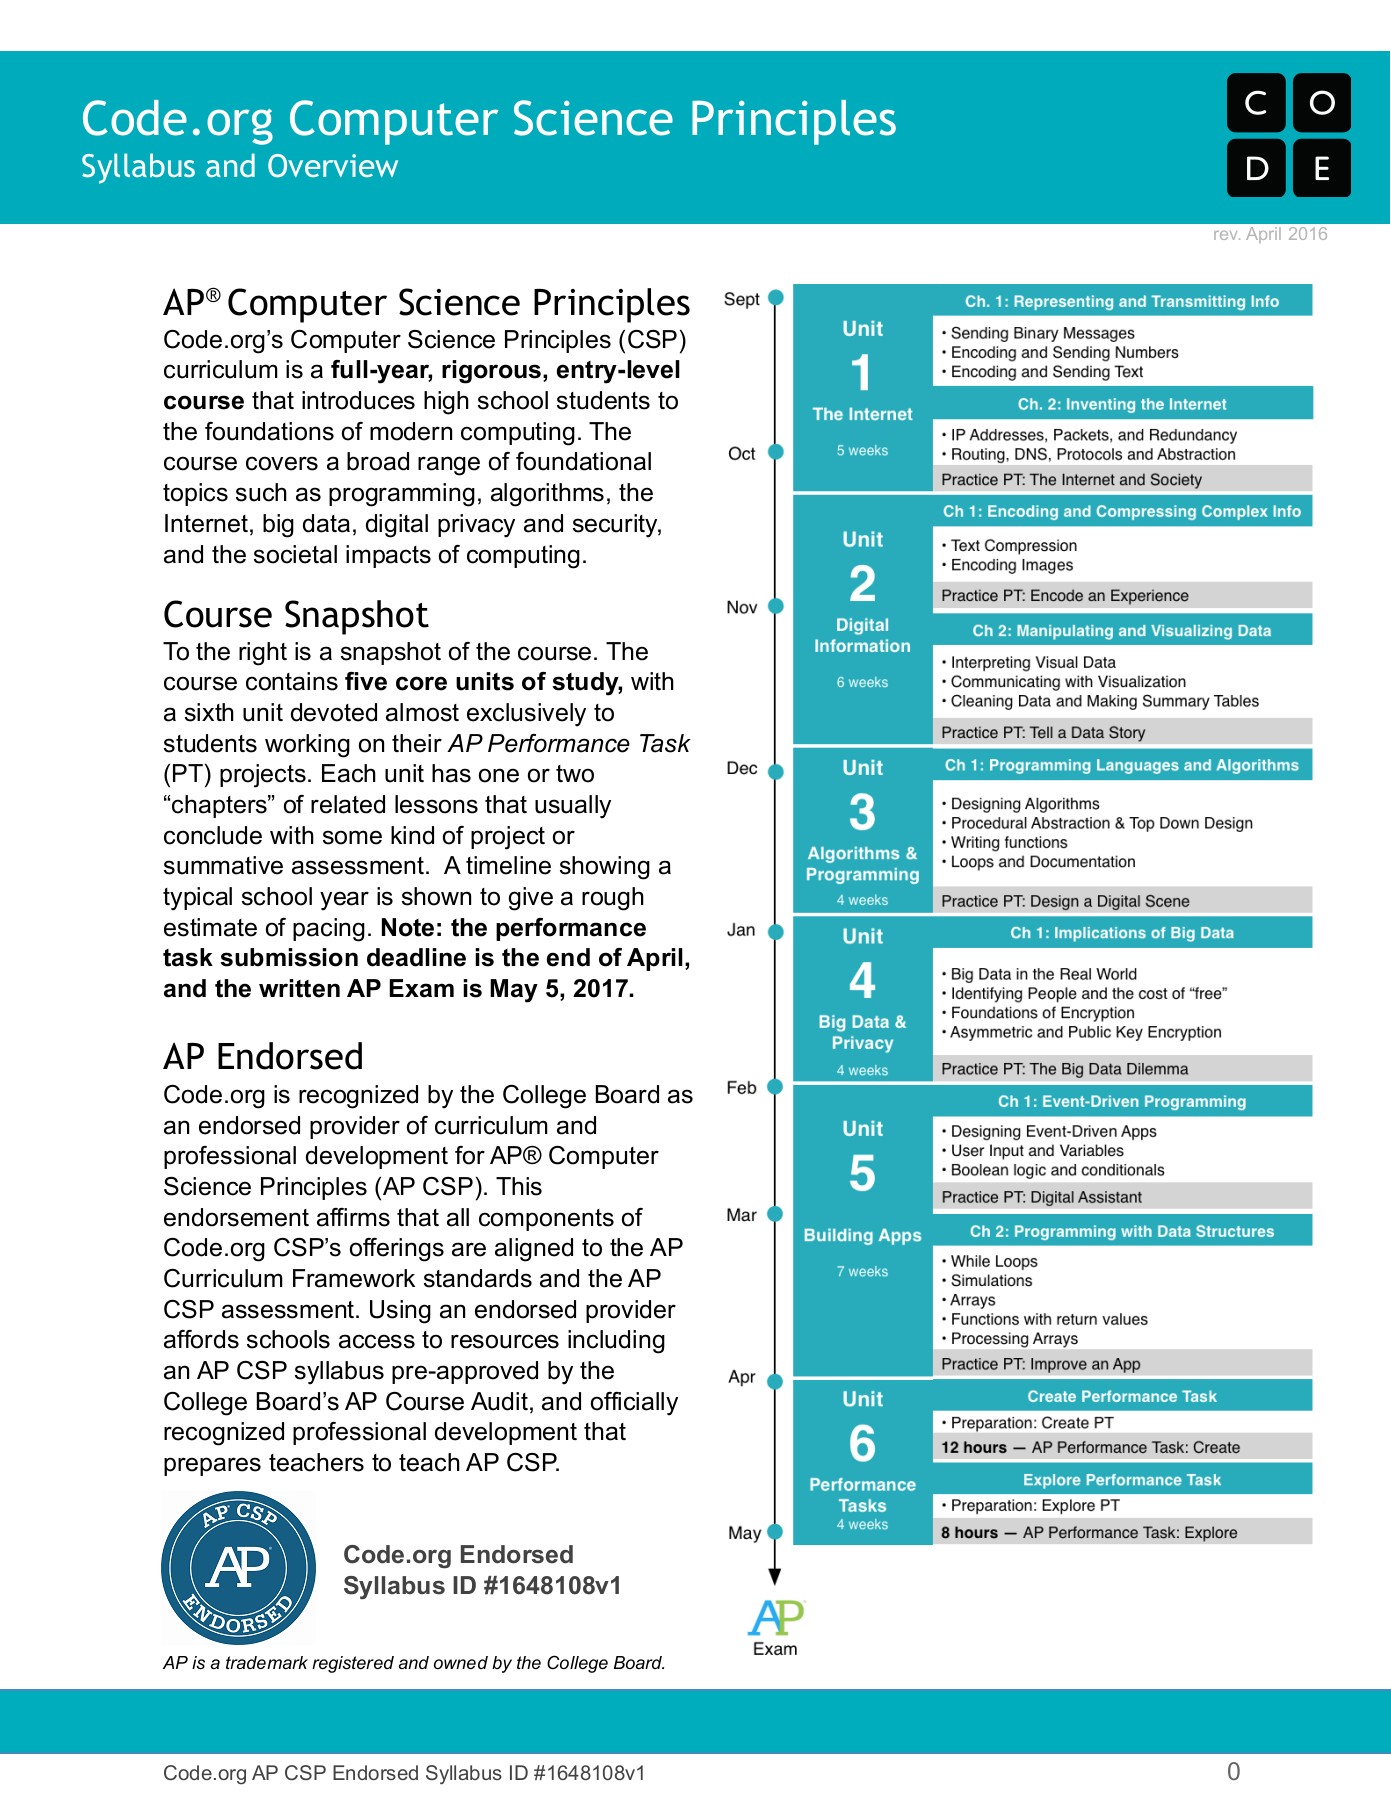 Code.org Computer Science Principles
Syllabus and Overview
C O
D E
rev. April 2016
AP® Computer Science Principles
Code.org’s Computer Science Principles (CSP)
curriculum is a full-year, rigorous, entry-level
course that introduces high school students to
the foundations of modern computing. The
course covers a broad range of foundational
topics such as programming, algorithms, the
Internet, big data, digital privacy and security,
and the societal impacts of computing.
Course Snapshot
To the right is a snapshot of the course. The
course contains five core units of study, with
a sixth unit devoted almost exclusively to
students working on their AP Performance Task
(PT) projects. Each unit has one or two
“chapters” of related lessons that usually
conclude with some kind of project or
summative assessment.  A timeline showing a
typical school year is shown to give a rough
estimate of pacing. Note: the performance
task submission deadline is the end of April,
and the written AP Exam is May 5, 2017.
AP Endorsed
Code.org is recognized by the College Board as
an endorsed provider of curriculum and
professional development for AP® Computer
Science Principles (AP CSP). This
endorsement affirms that all components of
Code.org CSP’s offerings are aligned to the AP
Curriculum Framework standards and the AP
CSP assessment. Using an endorsed provider
affords schools access to resources including
an AP CSP syllabus pre-approved by the
College Board’s AP Course Audit, and officially
recognized professional development that
prepares teachers to teach AP CSP.
AP CSP
AP
ENDORSED
Code.org Endorsed
Syllabus ID #1648108v1
AP is a trademark registered and owned by the College Board.
Sept
Oct
Nov
Dec
Jan
Feb
Mar
Apr
May
AP
Exam
Unit
1
The Internet
5 weeks
Ch. 1: Representing and Transmitting Info
• Sending Binary Messages
• Encoding and Sending Numbers
• Encoding and Sending Text
Ch. 2: Inventing the Internet
• IP Addresses, Packets, and Redundancy
• Routing, DNS, Protocols and Abstraction
Practice PT: The Internet and Society
Unit
2
Digital
Information
6 weeks
Ch 1: Encoding and Compressing Complex Info
• Text Compression
• Encoding Images
Practice PT: Encode an Experience
Ch 2: Manipulating and Visualizing Data
• Interpreting Visual Data
• Communicating with Visualization
• Cleaning Data and Making Summary Tables
Practice PT: Tell a Data Story
Unit
3
Algorithms &
Programming
4 weeks
Ch 1: Programming Languages and Algorithms
• Designing Algorithms
• Procedural Abstraction & Top Down Design
• Writing functions
• Loops and Documentation
Practice PT: Design a Digital Scene
Unit
4
Big Data &
Privacy
4 weeks
Ch 1: Implications of Big Data
• Big Data in the Real World
• Identifying People and the cost of “free”
• Foundations of Encryption
• Asymmetric and Public Key Encryption
Practice PT: The Big Data Dilemma
Unit
5
Building Apps
7 weeks
Ch 1: Event-Driven Programming
• Designing Event-Driven Apps
• User Input and Variables
• Boolean logic and conditionals
Practice PT: Digital Assistant
Ch 2: Programming with Data Structures
• While Loops
• Simulations
• Arrays
• Functions with return values
• Processing Arrays
Practice PT: Improve an App
Unit
6
Performance
Tasks
4 weeks
Create Performance Task
• Preparation: Create PT
12 hours — AP Performance Task: Create
Explore Performance Task
• Preparation: Explore PT
8 hours — AP Performance Task: Explore
Code.org AP CSP Endorsed Syllabus ID #1648108v1
0